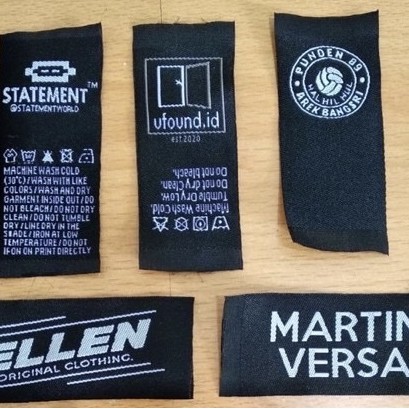 STATEMENT™
@STATEMENTWORLD
MACHINE WASH COLD
(30°C)/WASH WITH LIKE
COLORS/WASH AND DRY
GARMENT INSIDE OUT/DO
NOT BLEACH/DO NOT DRY
CLEAN/DO NOT TUMBLE
DRY/LINE DRY IN THE
SHADE/IRON AT LOW
TEMPERATURE/DO NOT
IRON ON PRINT DIRECTLY
ufound.id
est.2020
Machine Wash Cold.
Tumble Dry Low.
Do not dry Clean.
Do not bleach.
PUNDEN 89
HAL HIL HUL
AREK BANGSRI
ELLEN
ORIGINAL CLOTHING.
MARTIN
VERSA